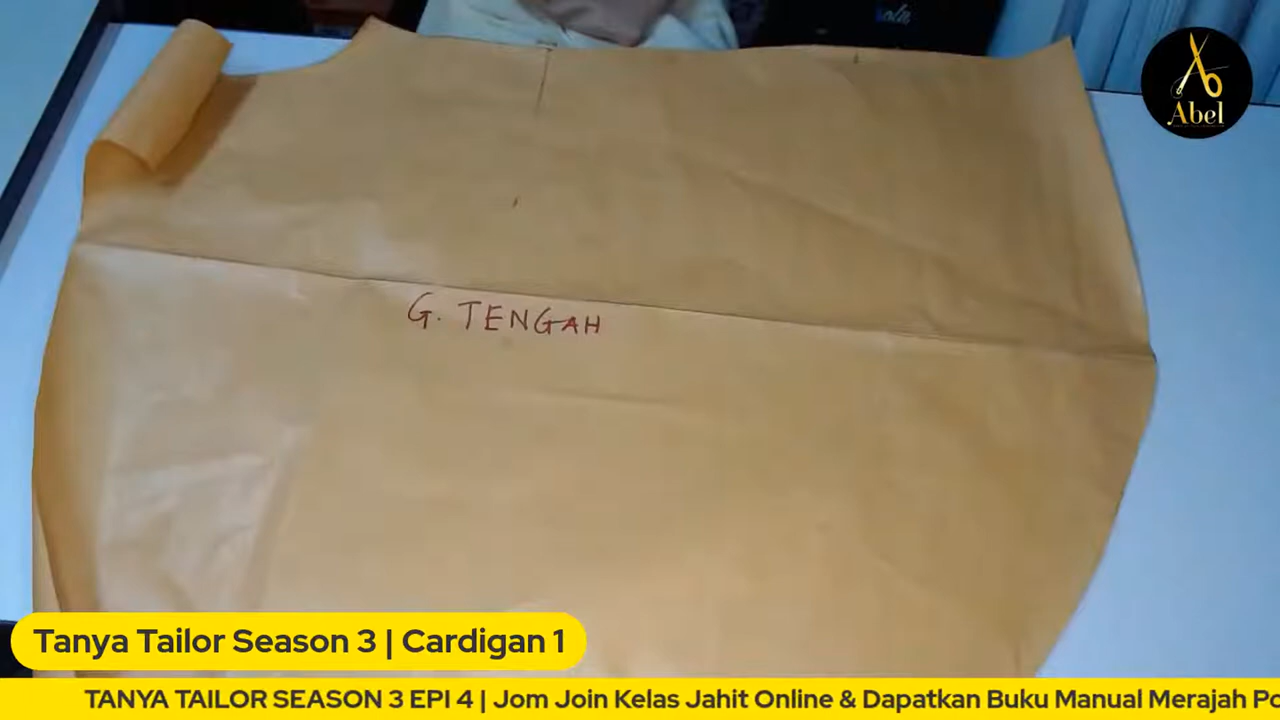 Abel
G. TENGAH
Tanya Tailor Season 3 | Cardigan 1
TANYA TAILOR SEASON 3 EPI 4 | Jom Join Kelas Jahit Online & Dapatkan Buku Manual Merajah